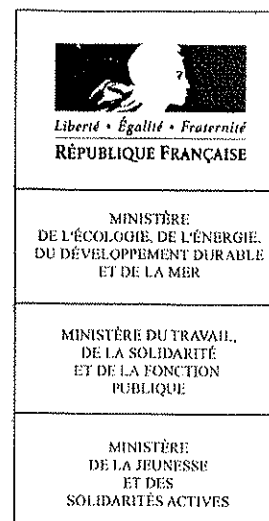 Liberté • Égalité • Fraternité
RÉPUBLIQUE FRANÇAISE
MINISTÈRE
DE L'ÉCOLOGIE, DE L'ÉNERGIE,
DU DÉVELOPPEMENT DURABLE
ET DE LA MER
MINISTÈRE DU TRAVAIL,
DE LA SOLIDARITÉ
ET DE LA FONCTION
PUBLIQUE
MINISTÈRE
DE LA JEUNESSE
ET DES
SOLIDARITÉS ACTIVES